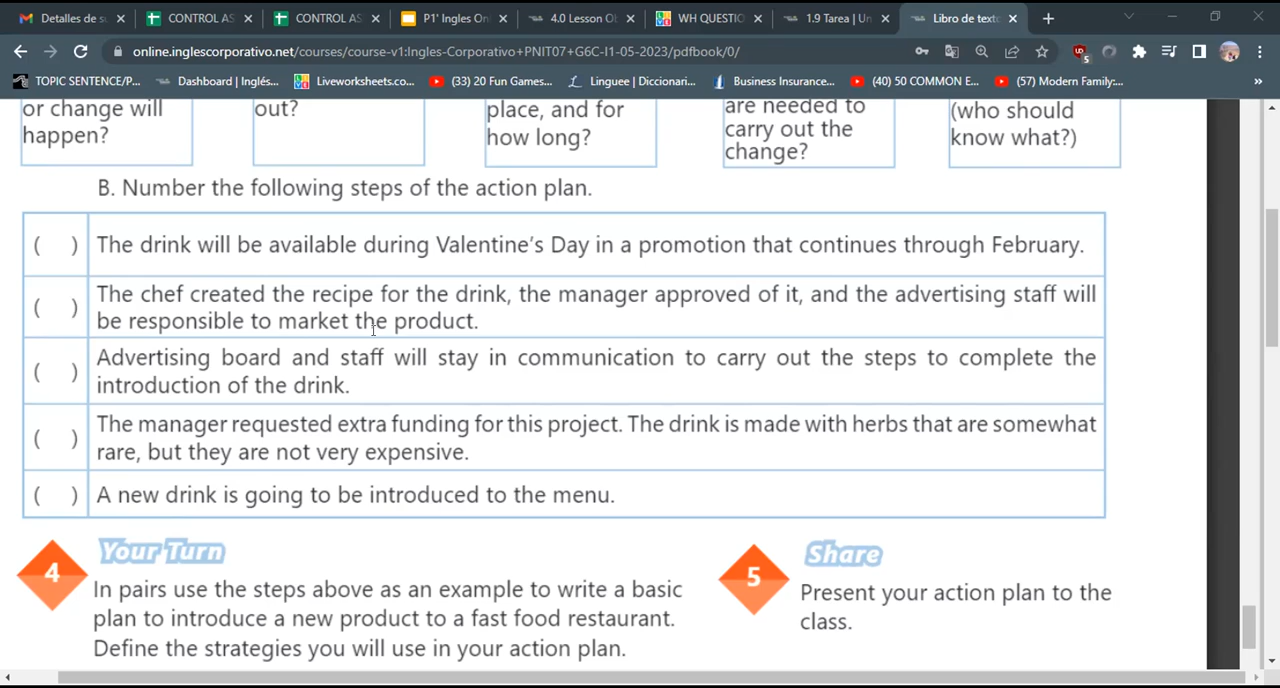 Detalles de su
CONTROL AS
CONTROL AS
P1' Ingles On
4.0 Lesson Ol
WH QUESTIO
1.9 Tarea | Un
Libro de texto
online.inglescorporativo.net/courses/course-v1:Ingles-Corporativo+PNIT07+G6C-I1-05-2023/pdfbook/0/
5
TOPIC SENTENCE/P...
Dashboard | Inglés...
Liveworksheets.co...
(33) 20 Fun Games...
Linguee | Diccionari...
Business Insurance...
(40) 50 COMMON E...
(57) Modern Family:...
»
or change will
happen?
out?
place, and for
how long?
are needed to
carry out the
change?
(who should
know what?)
B. Number the following steps of the action plan.
( ) The drink will be available during Valentine's Day in a promotion that continues through February.
( ) The chef created the recipe for the drink, the manager approved of it, and the advertising staff will
be responsible to market the product.
( ) Advertising board and staff will stay in communication to carry out the steps to complete the
introduction of the drink.
( ) The manager requested extra funding for this project. The drink is made with herbs that are somewhat
rare, but they are not very expensive.
( ) A new drink is going to be introduced to the menu.
4 Your Turn
In pairs use the steps above as an example to write a basic
plan to introduce a new product to a fast food restaurant.
Define the strategies you will use in your action plan.
5 Share
Present your action plan to the
class.